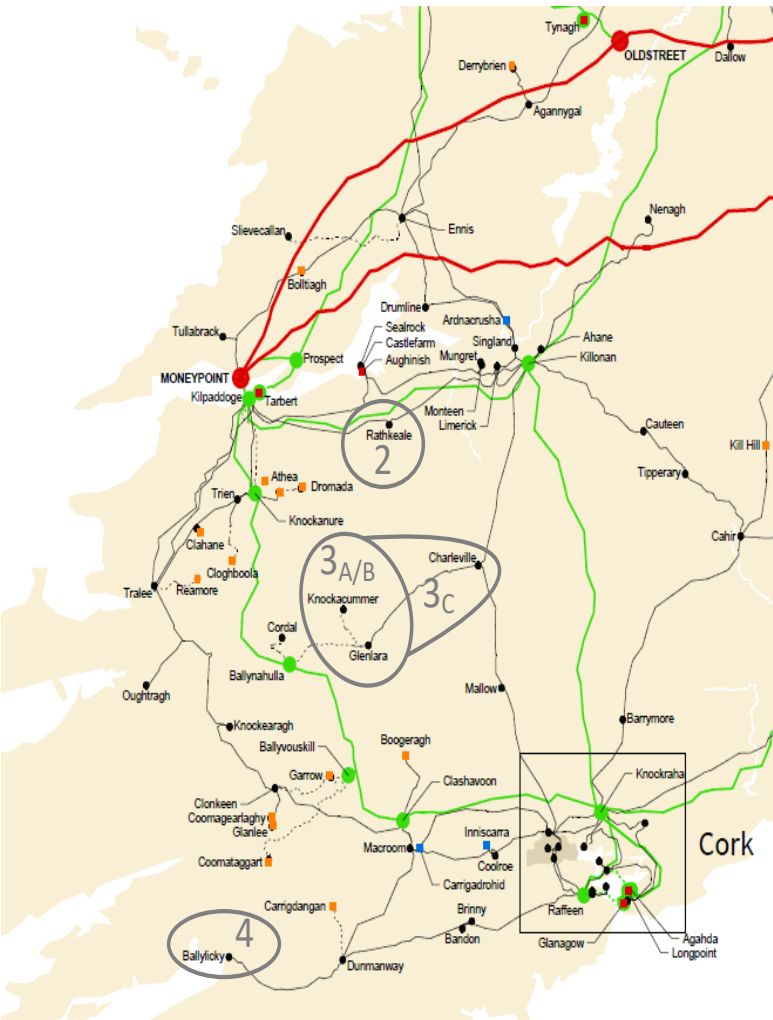 Tynagh
OLDSTREET
Dallow
Derrybrien
Agannygal
Nenagh
Slievecallan
Ennis
Booltiagh
Drumline
Ardnacrusha
Sealrock
Castlefarm
Aughinish
Singland
Mungret
Ahane
Killonan
Tullabrack
Prospect
MONEYPOINT
Kilpaddoge
Tarbert
Monteen
Limerick
Rathkeale
2
Cauteen
Kill Hill
Tipperary
Athea
Dromada
Trien
Knockanure
Clahane
Cloghboola
Cahir
Tralee
Reamore
3A/B
Charleville
3C
Knockacummer
Cordal
Glenlara
Ballynahulla
Oughtragh
Mallow
Knockearagh
Barrymore
Ballyvouskill
Boogeragh
Garrow
Clashavoon
Knockraha
Clonkeen
Coomagearlaghy
Glanlee
Inniscarra
Cork
Macroom
Coolroe
Coomataggart
Carrigadrohid
Carrigdangan
Brinny
Bandon
Raffeen
4
Ballylicky
Dunmanway
Glanagow
Agahda
Longpoint